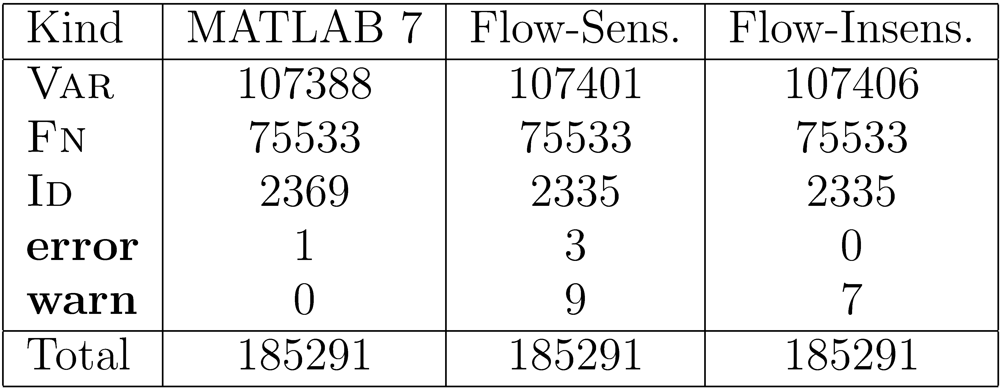 Kind MATLAB 7 Flow-Sens. Flow-Insens.
VAR 107388 107401 107406
FN 75533 75533 75533
ID 2369 2335 2335
error 1 3 0
warn 0 9 7
Total 185291 185291 185291